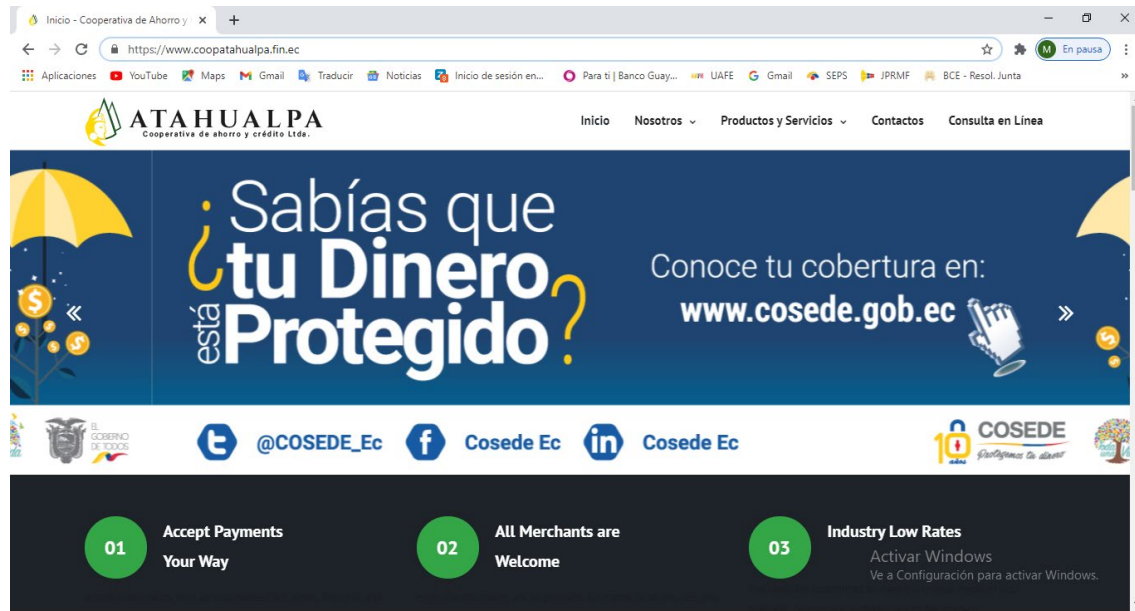 Inicio - Cooperativa de Ahorro y
https://www.coopatahualpa.fin.ec
M En pausa
Aplicaciones YouTube Maps Gmail Traducir Noticias Inicio de sesión en... Para ti | Banco Guay... UAFE Gmail SEPS JPRMF BCE - Resol. Junta
ATAHUALPA
Cooperativa de ahorro y crédito Ltda.
Inicio Nosotros Productos y Servicios Contactos Consulta en Línea
¿Sabías que
tu Dinero
está Protegido?
Conoce tu cobertura en:
www.cosede.gob.ec
EL
GOBIERNO
DE TODOS
@COSEDE_Ec Cosede Ec Cosede Ec
10 años
COSEDE
Protegemos tu dinero
01 Accept Payments
Your Way
02 All Merchants are
Welcome
03 Industry Low Rates
Activar Windows
Ve a Configuración para activar Windows.